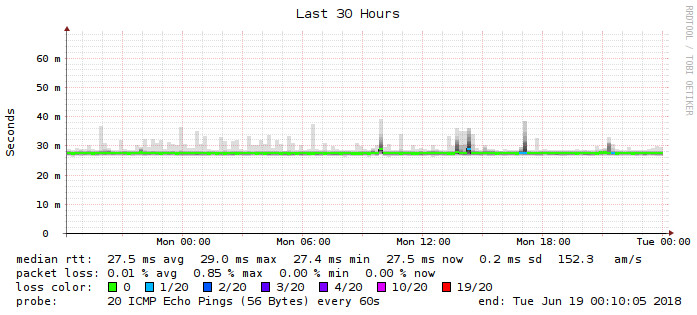 Last 30 Hours
RRDTOOL / TOBI OETIKER
Seconds
60 m
50 m
40 m
30 m
20 m
10 m
0
Mon 00:00 Mon 06:00 Mon 12:00 Mon 18:00 Tue 00:00
median rtt: 27.5 ms avg 29.0 ms max 27.4 ms min 27.5 ms now 0.2 ms sd 152.3 am/s
packet loss: 0.01 % avg 0.85 % max 0.00 % min 0.00 % now
loss color: 0 1/20 2/20 3/20 4/20 10/20 19/20
probe: 20 ICMP Echo Pings (56 Bytes) every 60s end: Tue Jun 19 00:10:05 2018